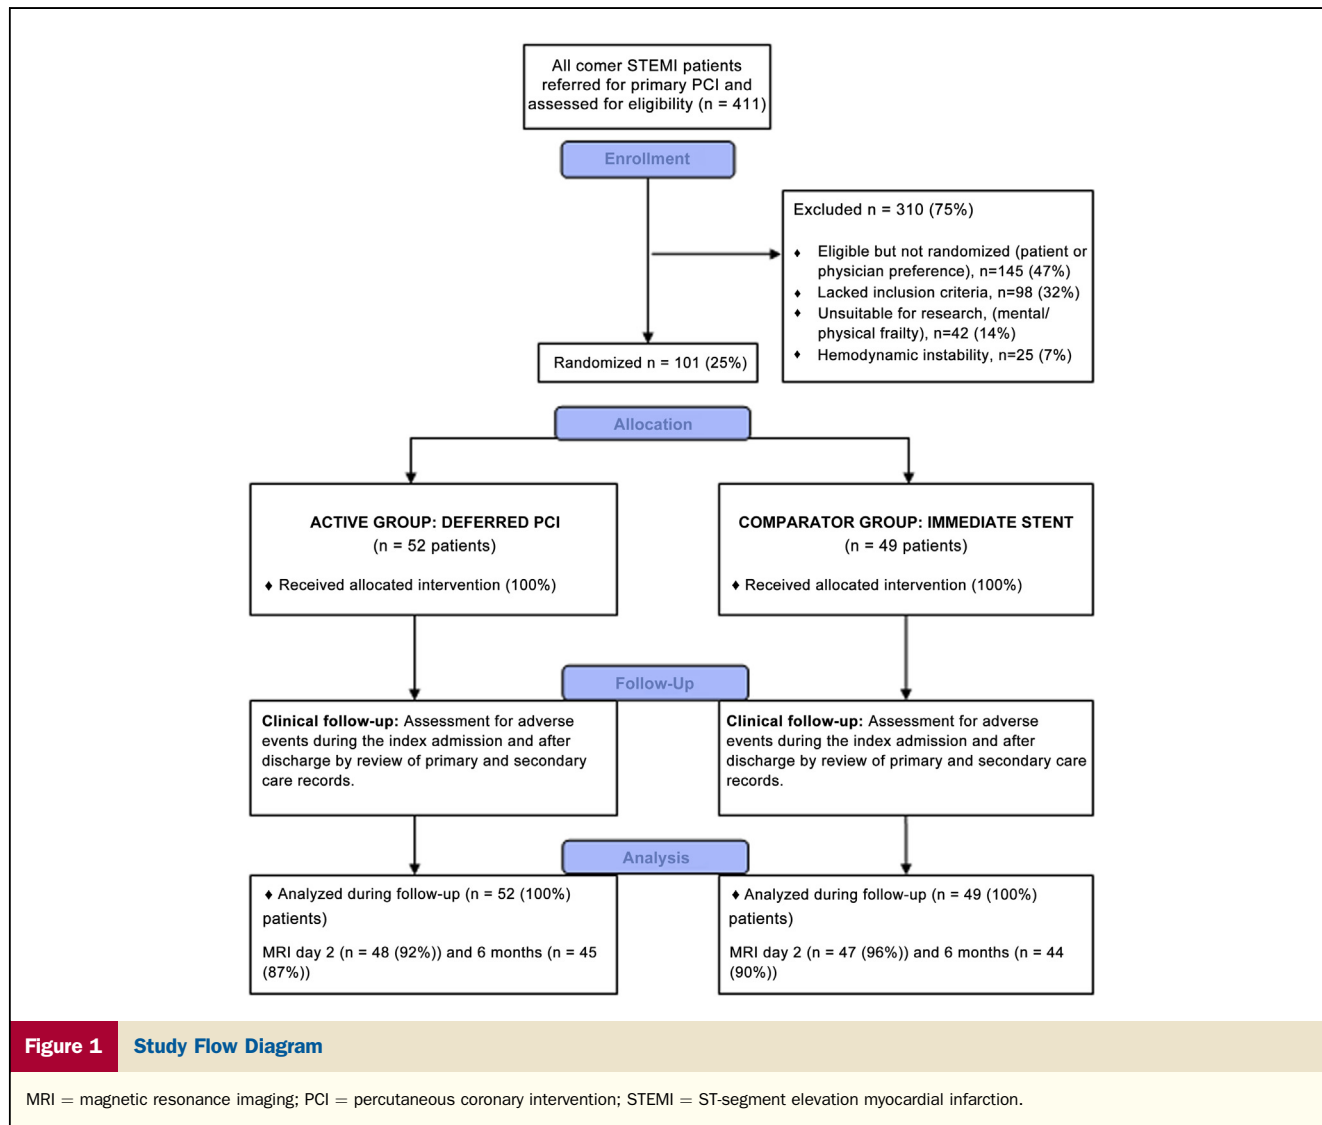 All comer STEMI patients
referred for primary PCI and
assessed for eligibility (n = 411)
Enrollment
Excluded n = 310 (75%)
♦ Eligible but not randomized (patient or
physician preference), n=145 (47%)
♦ Lacked inclusion criteria, n=98 (32%)
♦ Unsuitable for research, (mental/
physical frailty), n=42 (14%)
♦ Hemodynamic instability, n=25 (7%)
Randomized n = 101 (25%)
Allocation
ACTIVE GROUP: DEFERRED PCI
(n = 52 patients)
♦ Received allocated intervention (100%)
COMPARATOR GROUP: IMMEDIATE STENT
(n = 49 patients)
♦ Received allocated intervention (100%)
Follow-Up
Clinical follow-up: Assessment for adverse
events during the index admission and after
discharge by review of primary and secondary
care records.
Clinical follow-up: Assessment for adverse
events during the index admission and after
discharge by review of primary and secondary care
records.
Analysis
♦ Analyzed during follow-up (n = 52 (100%)
patients)
MRI day 2 (n = 48 (92%)) and 6 months (n = 45
(87%))
♦ Analyzed during follow-up (n = 49 (100%)
patients)
MRI day 2 (n = 47 (96%)) and 6 months (n = 44
(90%))
Figure 1 Study Flow Diagram
MRI = magnetic resonance imaging; PCI = percutaneous coronary intervention; STEMI = ST-segment elevation myocardial infarction.